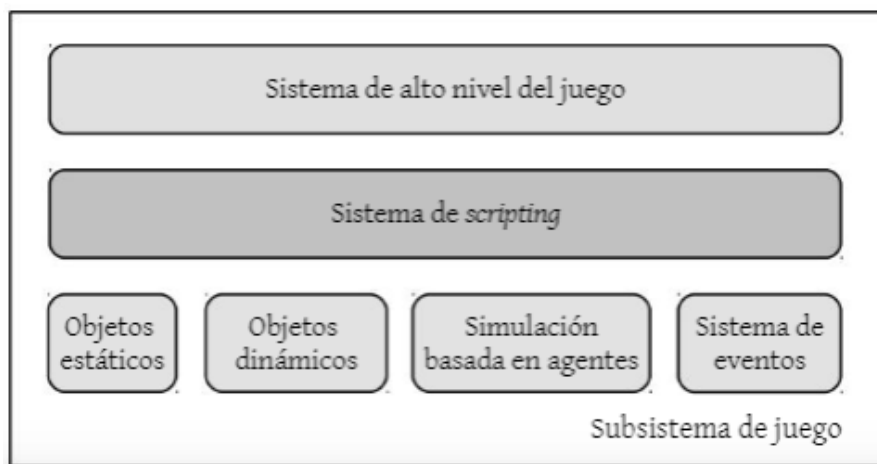 Sistema de alto nivel del juego
Sistema de scripting
Objetos
estáticos
Objetos
dinámicos
Simulación
basada en agentes
Sistema de
eventos
Subsistema de juego